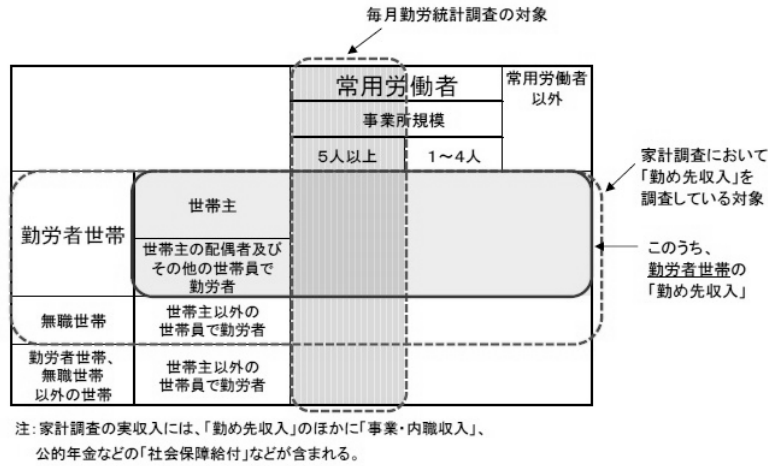 毎月勤労統計調査の対象
常用労働者
常用労働者
以外
事業所規模
5人以上
1～4人
家計調査において
「勤め先収入」を
調査している対象
勤労者世帯
世帯主
世帯主の配偶者及び
その他の世帯員で
勤労者
このうち、
勤労者世帯の
「勤め先収入」
無職世帯
世帯主以外の
世帯員で勤労者
勤労者世帯、
無職世帯
以外の世帯
世帯主以外の
世帯員で勤労者
注：家計調査の実収入には、「勤め先収入」のほかに「事業・内職収入」、
公的年金などの「社会保障給付」などが含まれる。